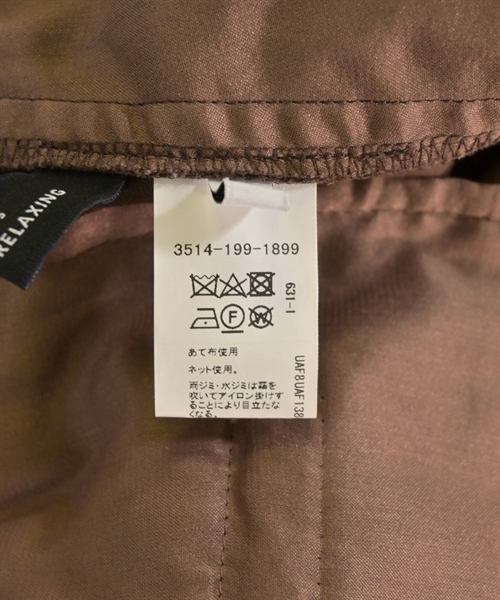 RELAXING
3514-199-1899
631-1
F
W
あて布使用
ネット使用。
雨ジミ・水ジミは霧を
吹いてアイロン掛けす
ることにより目立たな
くなる。
UAF8UAF138